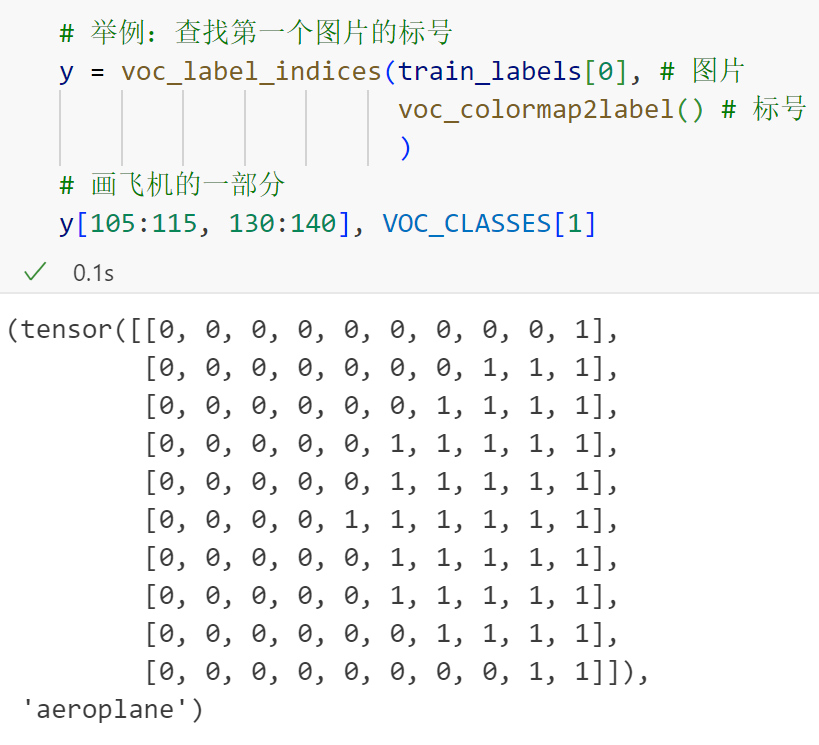 # 举例：查找第一个图片的标号
y = voc_label_indices(train_labels[0], # 图片
voc_colormap2label() # 标号
)
# 画飞机的一部分
y[105:115, 130:140], VOC_CLASSES[1]
0.1s
(tensor([[0, 0, 0, 0, 0, 0, 0, 0, 0, 1],
[0, 0, 0, 0, 0, 0, 0, 1, 1, 1],
[0, 0, 0, 0, 0, 0, 1, 1, 1, 1],
[0, 0, 0, 0, 0, 1, 1, 1, 1, 1],
[0, 0, 0, 0, 0, 1, 1, 1, 1, 1],
[0, 0, 0, 0, 1, 1, 1, 1, 1, 1],
[0, 0, 0, 0, 0, 1, 1, 1, 1, 1],
[0, 0, 0, 0, 0, 1, 1, 1, 1, 1],
[0, 0, 0, 0, 0, 0, 1, 1, 1, 1],
[0, 0, 0, 0, 0, 0, 0, 0, 1, 1]]),
'aeroplane')